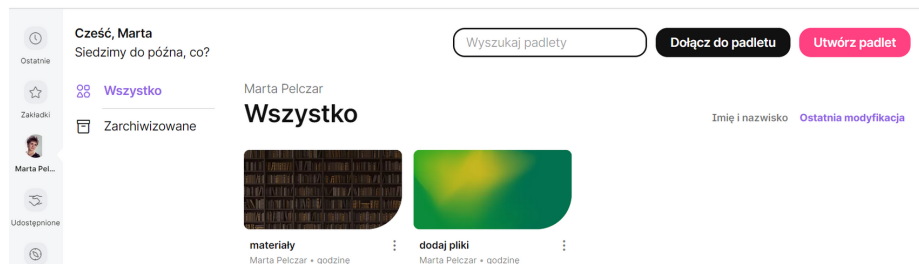 Cześć, Marta
Siedzimy do późna, co?
Wyszukaj padlety
Dołącz do padletu
Utwórz padlet
Ostatnie
Zakładki
Marta Pel...
Udostępnione
Wszystko
Zarchiwizowane
Marta Pelczar
Wszystko
Imię i nazwisko Ostatnia modyfikacja
materiały
Marta Pelczar • godzinę
dodaj pliki
Marta Pelczar • godzinę